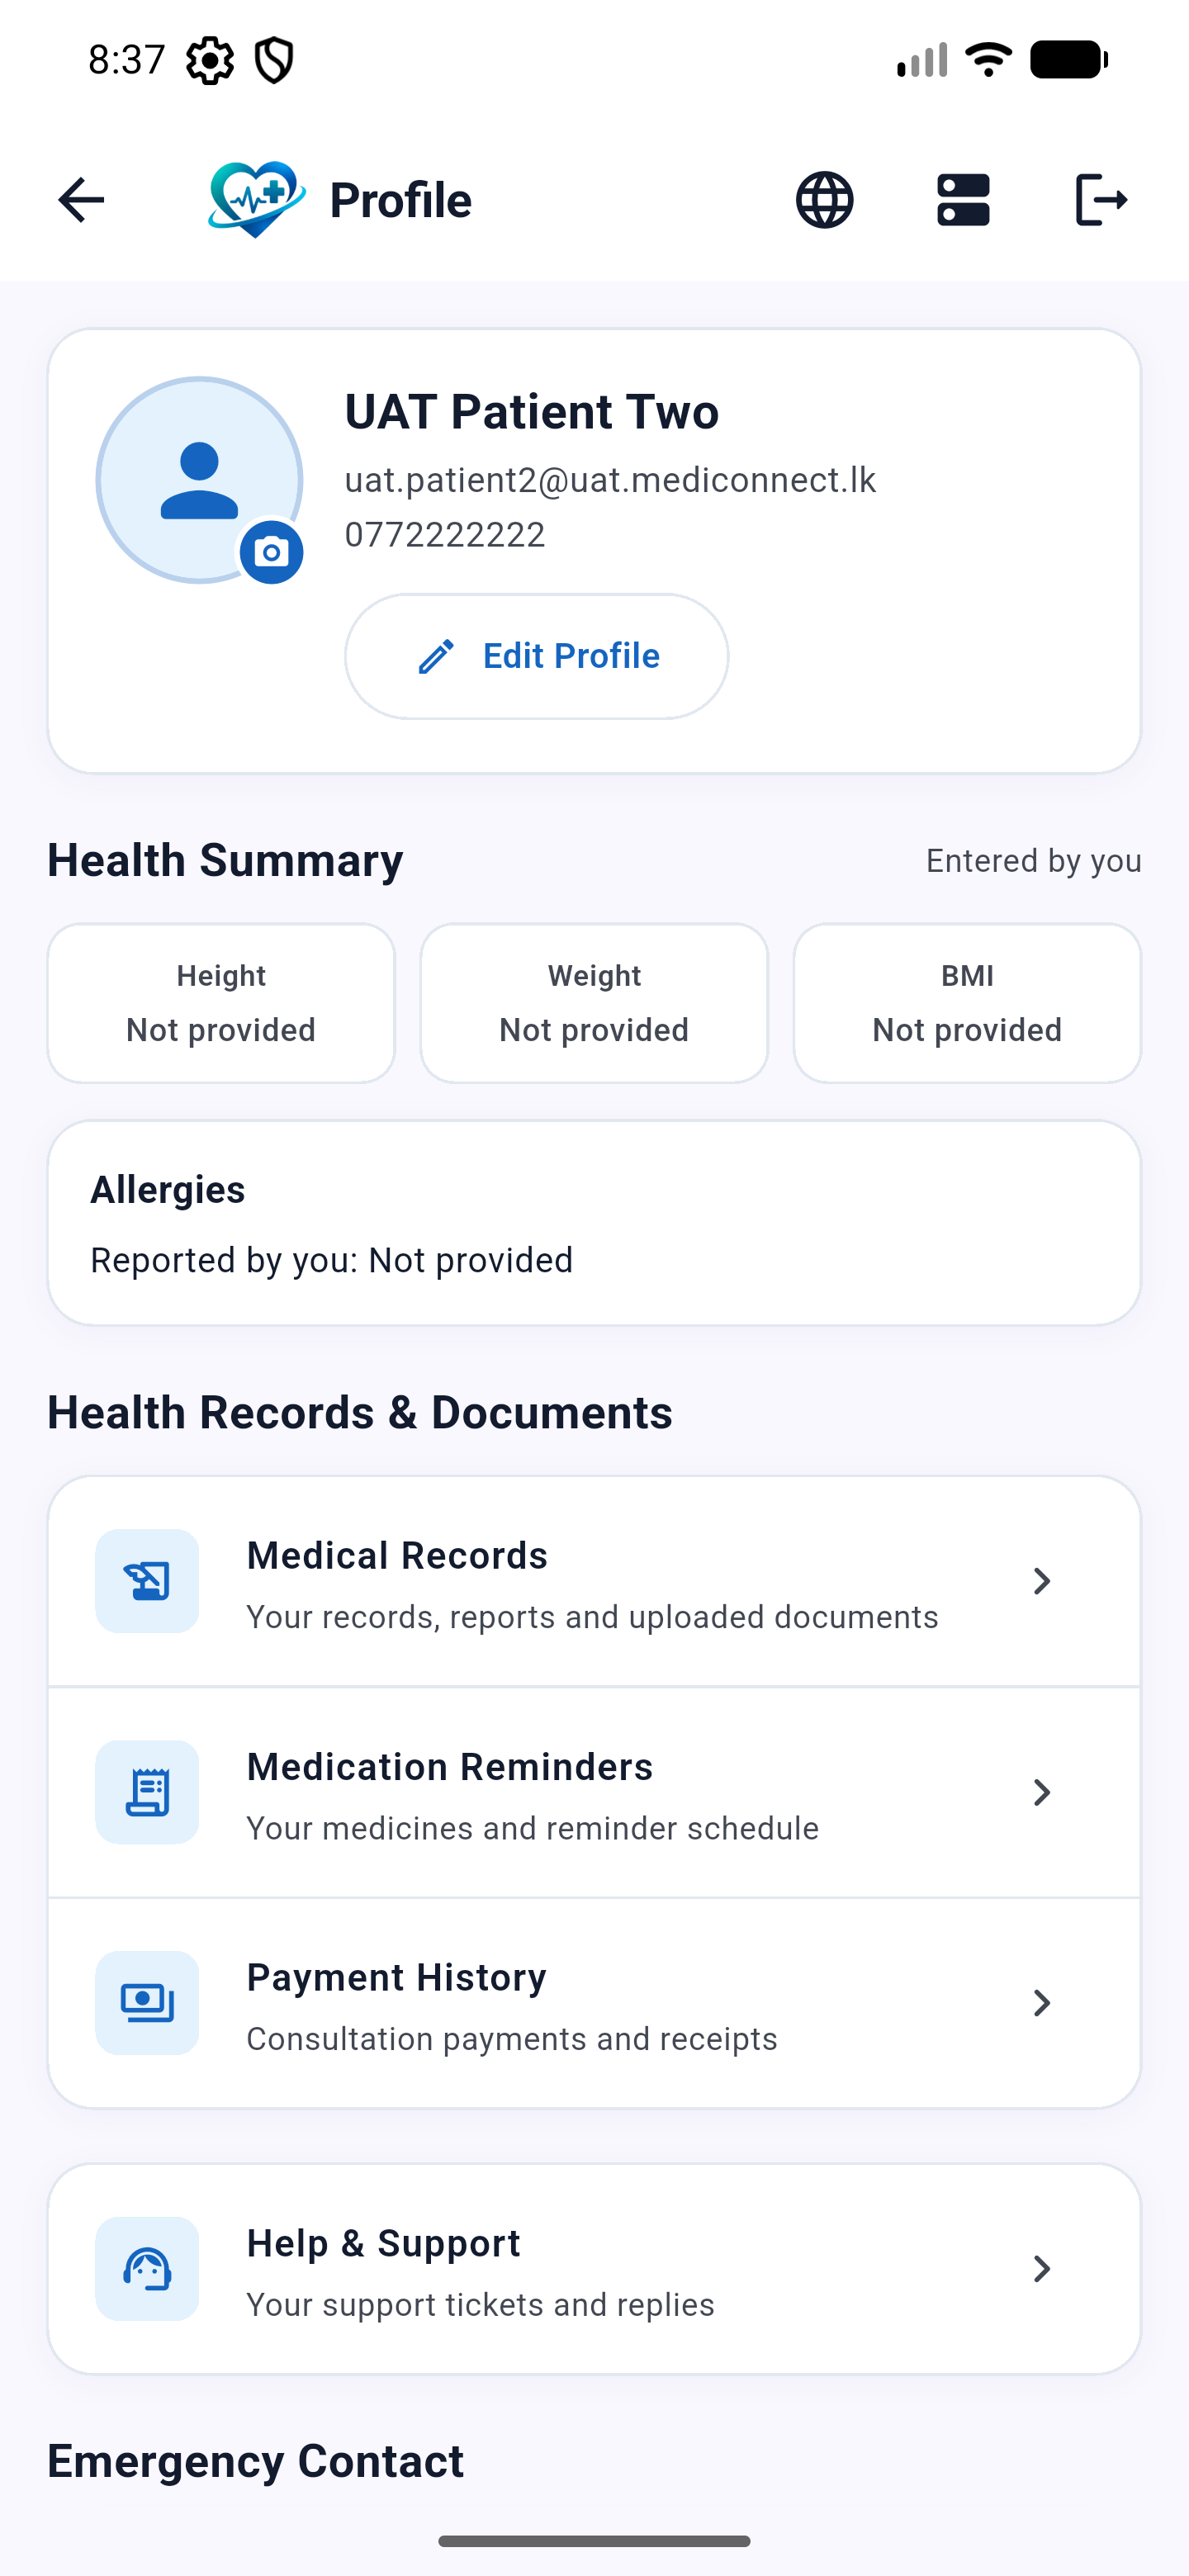 8:37
Profile
UAT Patient Two
uat.patient2@uat.mediconnect.lk
0772222222
Edit Profile
Health Summary
Entered by you
Height
Not provided
Weight
Not provided
BMI
Not provided
Allergies
Reported by you: Not provided
Health Records & Documents
Medical Records
Your records, reports and uploaded documents
Medication Reminders
Your medicines and reminder schedule
Payment History
Consultation payments and receipts
Help & Support
Your support tickets and replies
Emergency Contact